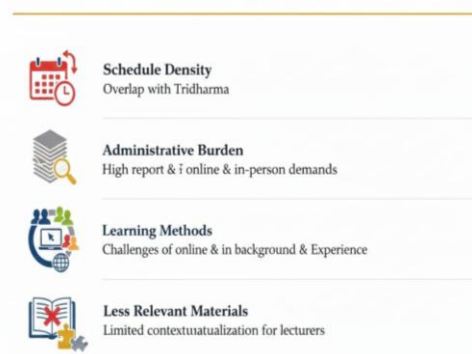 Schedule Density
Overlap with Tridharma
Administrative Burden
High report & i online & in-person demands
Learning Methods
Challenges of online & in background & Experience
Less Relevant Materials
Limited contextuatualization for lecturers